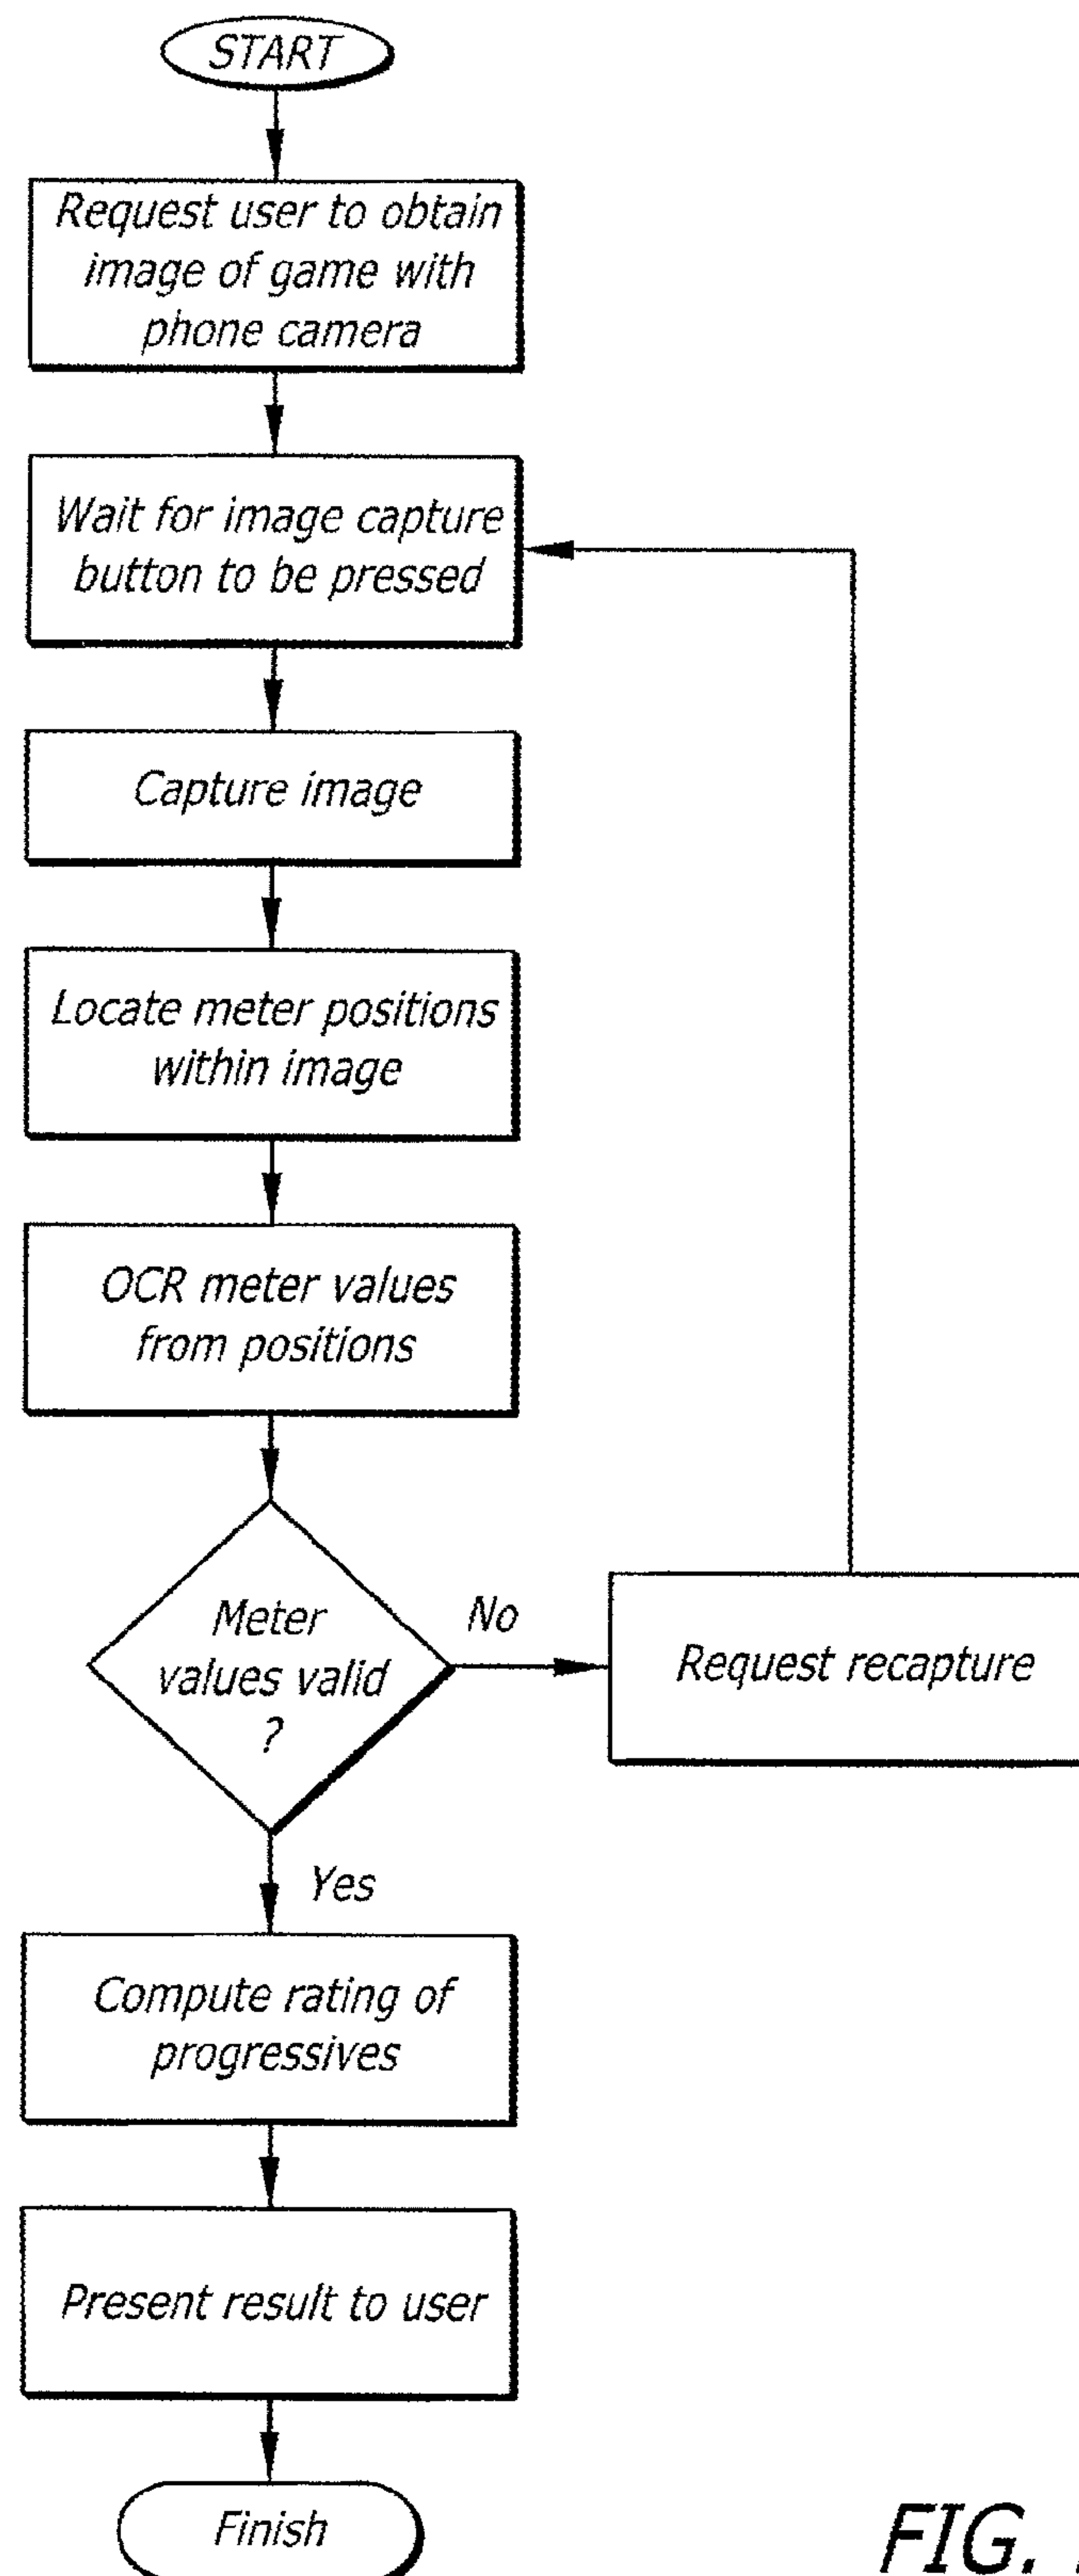 START
Request user to obtain
image of game with
phone camera
Wait for image capture
button to be pressed
Capture image
Locate meter positions
within image
OCR meter values
from positions
Meter
values valid
?
No
Request recapture
Yes
Compute rating of
progressives
Present result to user
Finish
FIG.